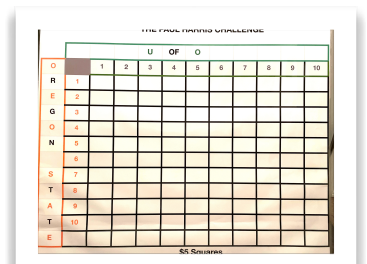 THE PAUL HARRIS CHALLENGE
U OF O
O 1 2 3 4 5 6 7 8 9 10
R 1
E 2
G 3
O 4
N 5
6
S 7
T 8
A 9
T 10
E
$5 Squares